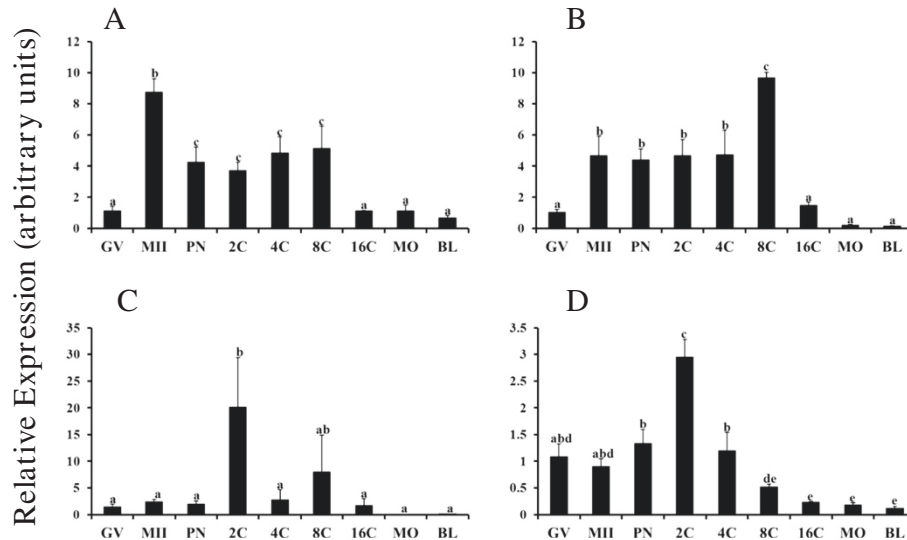 Relative Expression (arbitrary units)
A
12
10
8
6
4
2
0
a
b
c
c
c
c
a
a
a
GV MII PN 2C 4C 8C 16C MO BL
B
12
10
8
6
4
2
0
a
b
b
b
b
c
a
a
a
GV MII PN 2C 4C 8C 16C MO BL
C
35
30
25
20
15
10
5
0
a
a
a
b
a
ab
a
a
a
GV MII PN 2C 4C 8C 16C MO BL
D
3.5
3
2.5
2
1.5
1
0.5
0
abd
abd
b
c
b
de
e
e
e
GV MII PN 2C 4C 8C 16C MO BL